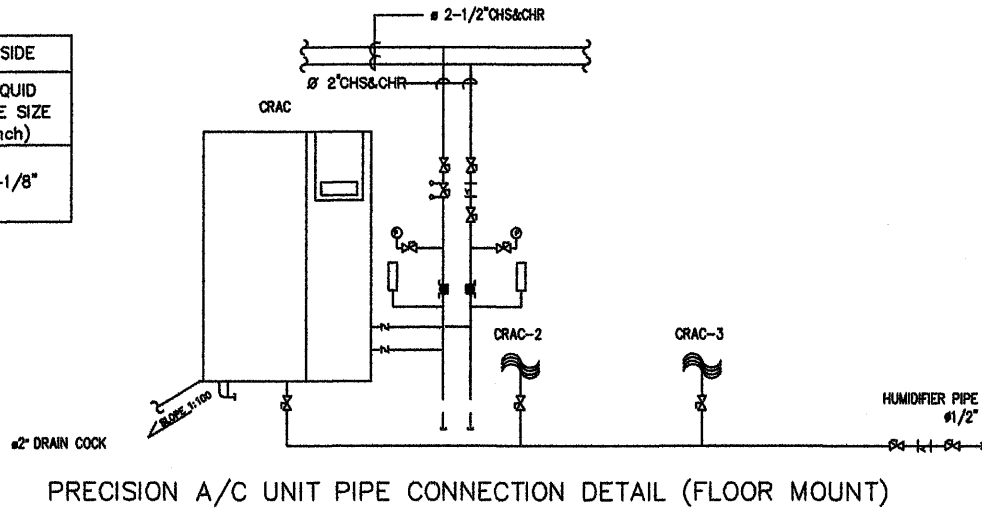 ø 2-1/2"CHS&CHR
SIDE
QUID
E SIZE
nch)
-1/8"
Ø 2"CHS&CHR
CRAC
CRAC-2
CRAC-3
SLOPE 1:100
HUMIDIFIER PIPE
ø1/2"
ø2" DRAIN COCK
PRECISION A/C UNIT PIPE CONNECTION DETAIL (FLOOR MOUNT)